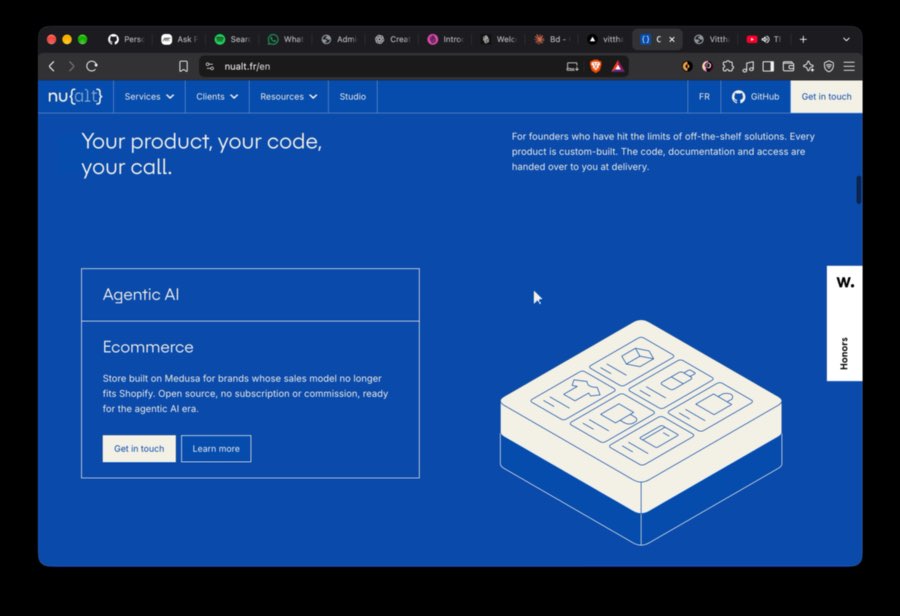 Perso
Ask
Sear
What
Adm
Creat
Intro
Welc
Bd -
vitth
C
Vitth
T
nualt.fr/en
nu{alt}
Services
Clients
Resources
Studio
FR
GitHub
Get in touch
Your product, your code,
your call.
For founders who have hit the limits of off-the-shelf solutions. Every
product is custom-built. The code, documentation and access are
handed over to you at delivery.
W.
Honors
Agentic AI
Ecommerce
Store built on Medusa for brands whose sales model no longer
fits Shopify. Open source, no subscription or commission, ready
for the agentic AI era.
Get in touch
Learn more